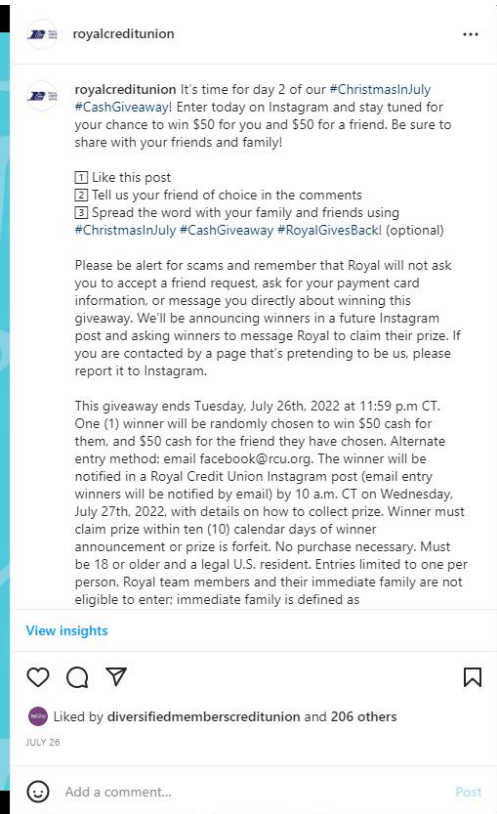 royalcreditunion
royalcreditunion It's time for day 2 of our #ChristmasInJuly
#CashGiveaway! Enter today on Instagram and stay tuned for
your chance to win $50 for you and $50 for a friend. Be sure to
share with your friends and family!
1 Like this post
2 Tell us your friend of choice in the comments
3 Spread the word with your family and friends using
#ChristmasInJuly #CashGiveaway #RoyalGivesBack! (optional)
Please be alert for scams and remember that Royal will not ask
you to accept a friend request, ask for your payment card
information, or message you directly about winning this
giveaway. We'll be announcing winners in a future Instagram
post and asking winners to message Royal to claim their prize. If
you are contacted by a page that's pretending to be us, please
report it to Instagram.
This giveaway ends Tuesday, July 26th, 2022 at 11:59 p.m CT.
One (1) winner will be randomly chosen to win $50 cash for
them, and $50 cash for the friend they have chosen. Alternate
entry method: email facebook@rcu.org. The winner will be
notified in a Royal Credit Union Instagram post (email entry
winners will be notified by email) by 10 a.m. CT on Wednesday,
July 27th, 2022, with details on how to collect prize. Winner must
claim prize within ten (10) calendar days of winner
announcement or prize is forfeit. No purchase necessary. Must
be 18 or older and a legal U.S. resident. Entries limited to one per
person. Royal team members and their immediate family are not
eligible to enter; immediate family is defined as
View insights
Liked by diversifiedmemberscreditunion and 206 others
JULY 26
Add a comment...
Post